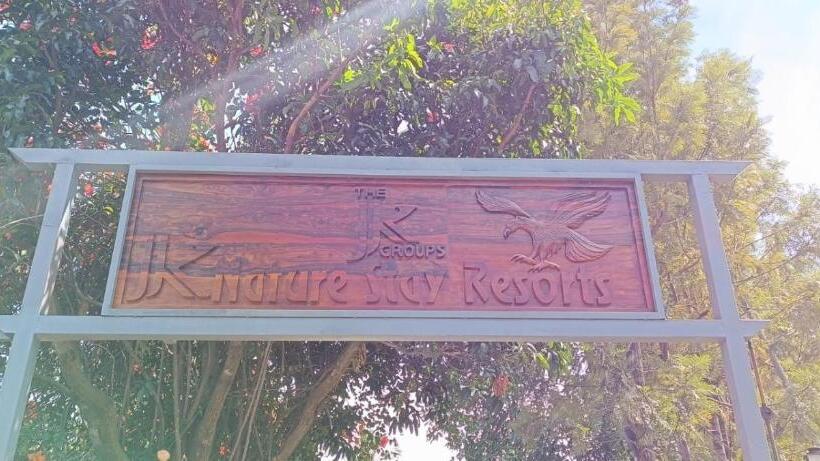 THE
JK
GROUPS
JK nature Stay Resorts